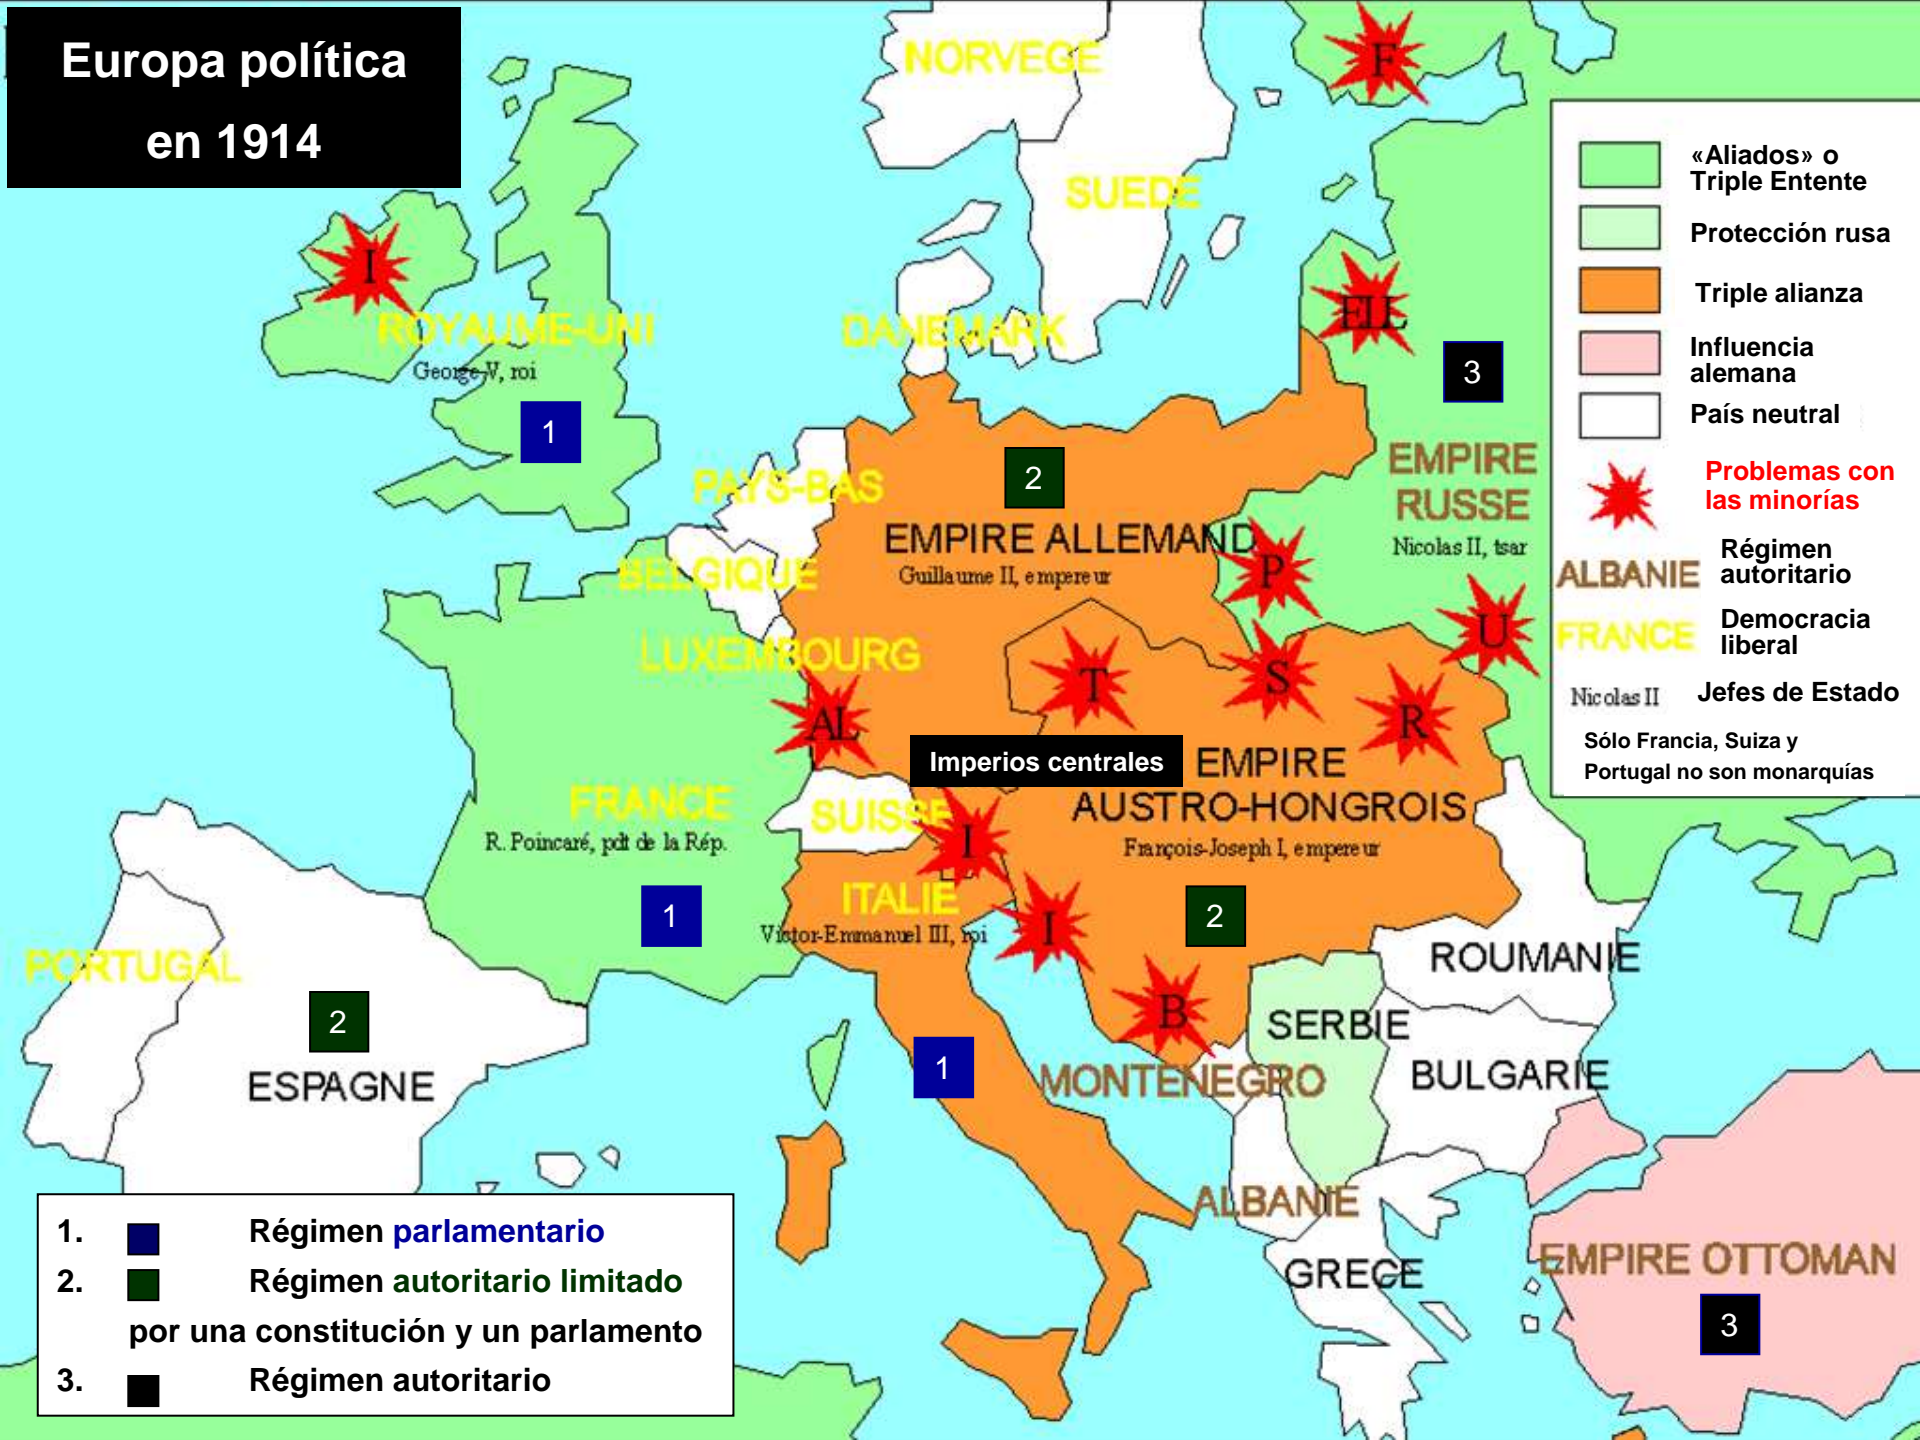 Europa política
en 1914
NORVEGE
F
SUEDE
I
ROYAUME-UNI
George V, roi
1
DANEMARK
ELL
3
PAYS-BAS
2
EMPIRE
RUSSE
Nicolas II, tsar
BELGIQUE
EMPIRE ALLEMAND
Guillaume II, empereur
P
U
LUXEMBOURG
AL
T
S
R
Imperios centrales
EMPIRE
AUSTRO-HONGROIS
François-Joseph I, empereur
FRANCE
R. Poincaré, pdt de la Rép.
SUISSE
I
ITALIE
Victor-Emmanuel III, roi
1
I
2
PORTUGAL
2
ESPAGNE
B
ROUMANIE
SERBIE
1
MONTENEGRO
BULGARIE
ALBANIE
GRECE
EMPIRE OTTOMAN
3
«Aliados» o
Triple Entente
Protección rusa
Triple alianza
Influencia
alemana
País neutral
Problemas con
las minorías
ALBANIE
Régimen
autoritario
FRANCE
Democracia
liberal
Nicolas II Jefes de Estado
Sólo Francia, Suiza y
Portugal no son monarquías
1. Régimen parlamentario
2. Régimen autoritario limitado
por una constitución y un parlamento
3. Régimen autoritario